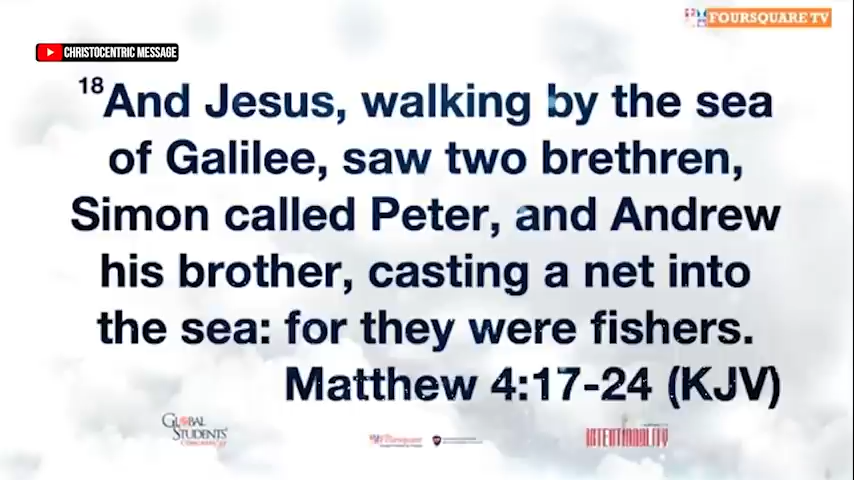 FOURSQUARE TV
CHRISTOCENTRIC MESSAGE
18And Jesus, walking by the sea
of Galilee, saw two brethren,
Simon called Peter, and Andrew
his brother, casting a net into
the sea: for they were fishers.
Matthew 4:17-24 (KJV)
GLOBAL
STUDENTS'
Foursquare
INTENTIONALITY